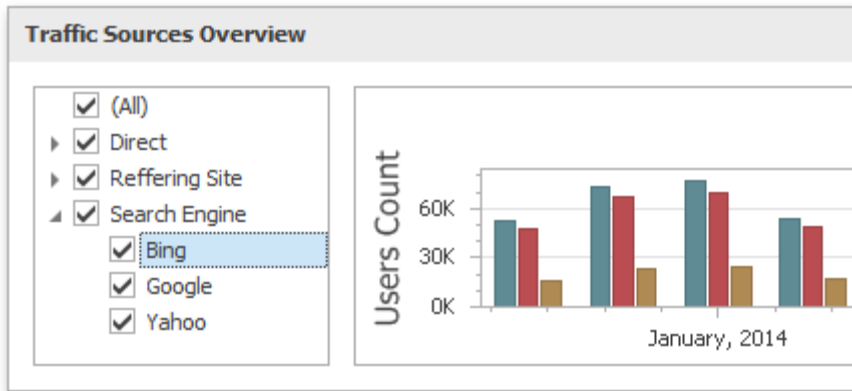 Traffic Sources Overview
(All)
Direct
Reffering Site
Search Engine
Bing
Google
Yahoo
Users Count
60K
30K
0K
January, 2014